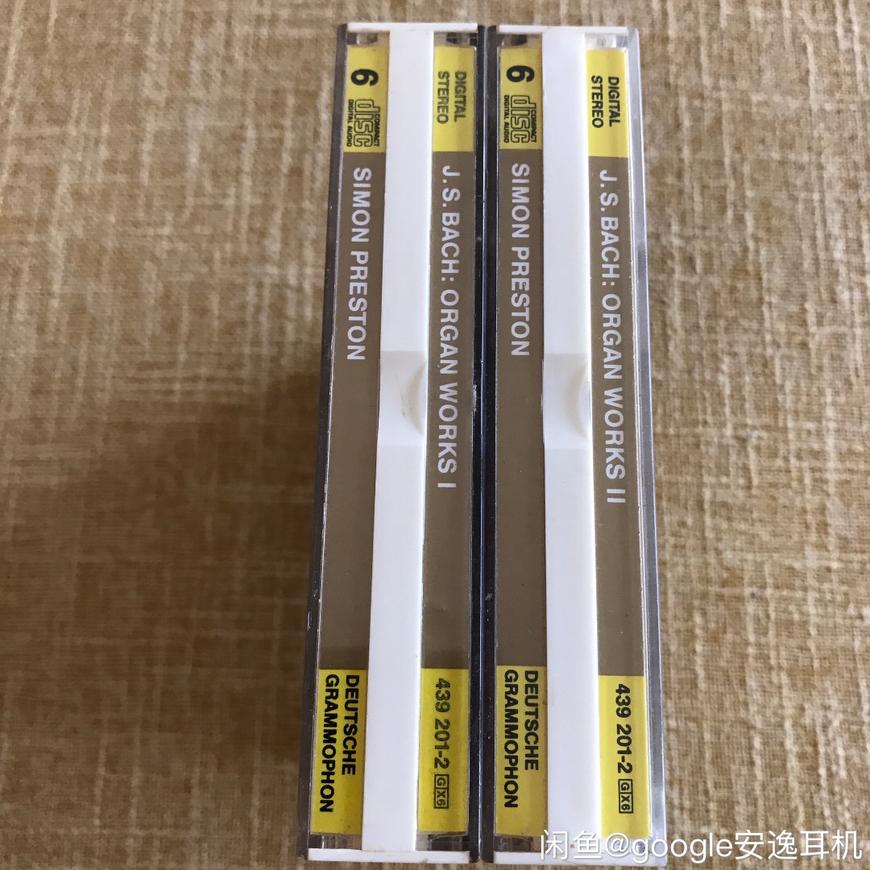 6
COMPACT
disc
DIGITAL AUDIO
SIMON PRESTON
DEUTSCHE
GRAMMOPHON
DIGITAL
STEREO
J. S. BACH: ORGAN WORKS I
439 201-2 G X6
6
COMPACT
disc
DIGITAL AUDIO
SIMON PRESTON
DEUTSCHE
GRAMMOPHON
DIGITAL
STEREO
J. S. BACH: ORGAN WORKS II
439 201-2 G X6
闲鱼@google安逸耳机